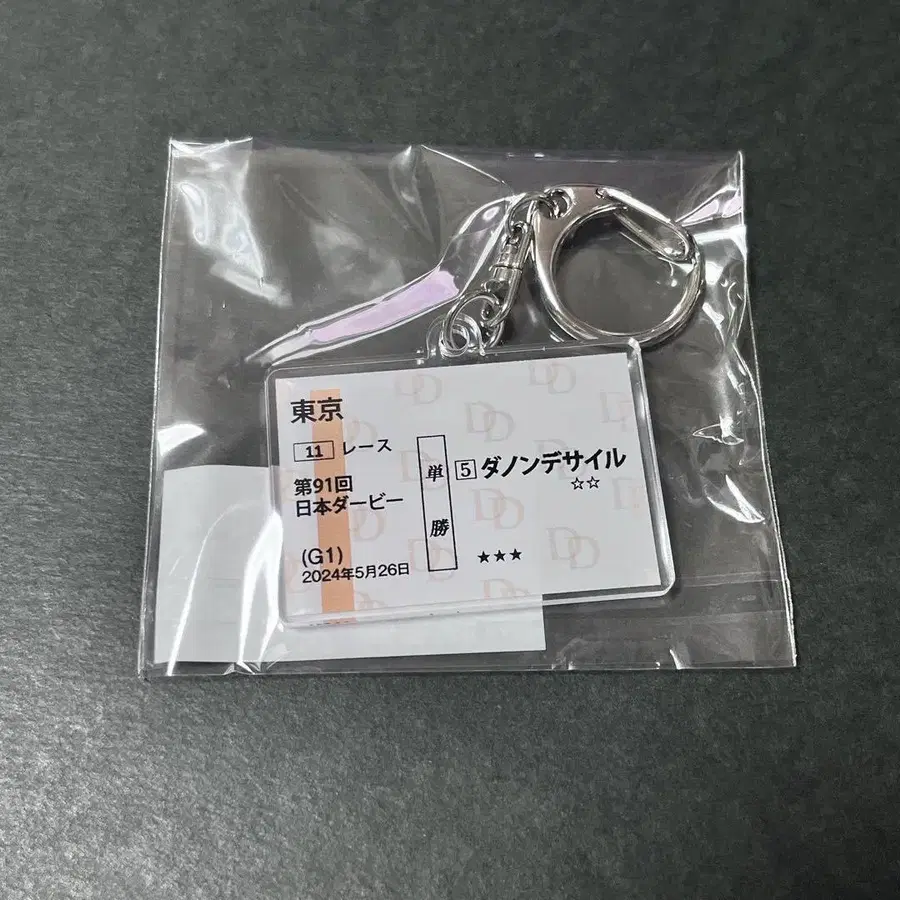 東京
11 レース
第91回
日本ダービー
(G1)
2024年5月26日
単勝
5 ダノンデサイル
☆☆
★★★
DD